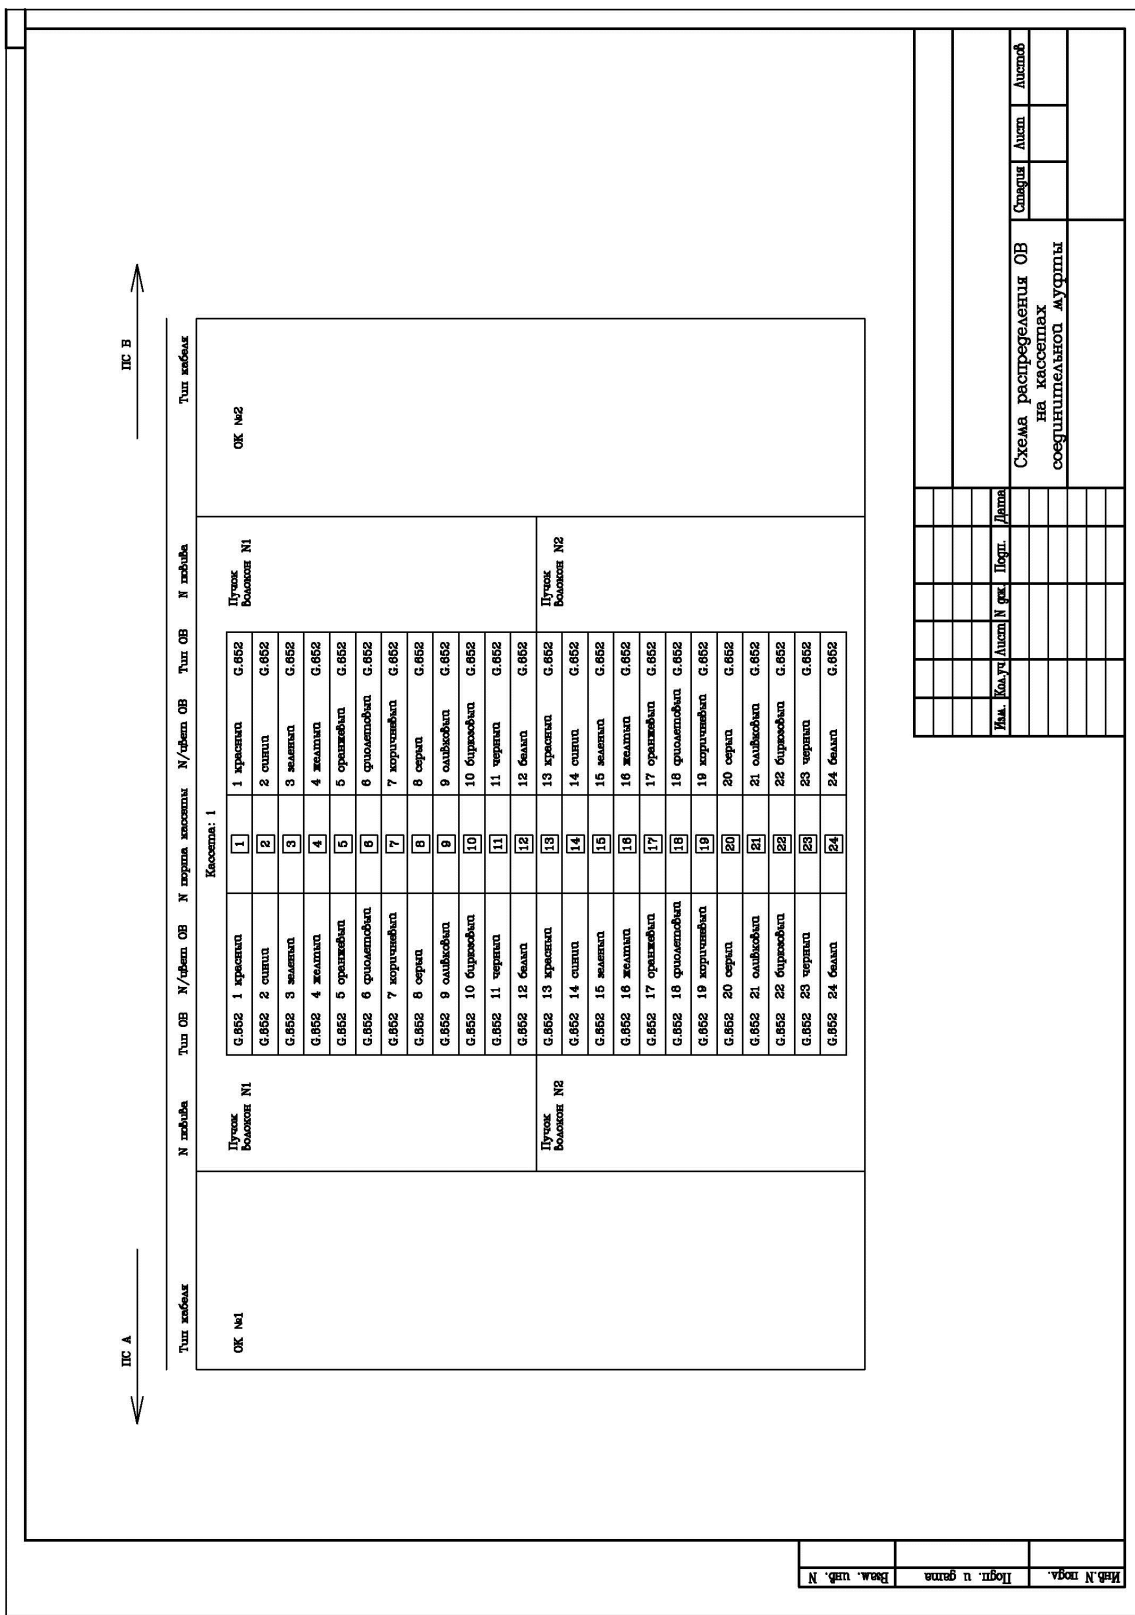 ПС А
ПС В
Тип кабеля N повива Тип ОВ N/цвет ОВ N порта кассеты N/цвет ОВ Тип ОВ N повива Тип кабеля
Кассета: 1
ОК №1
ОК №2
Пучок
волокон N1
Пучок
волокон N1
G.652 1 красный 1 1 красный G.652
G.652 2 синий 2 2 синий G.652
G.652 3 зеленый 3 3 зеленый G.652
G.652 4 желтый 4 4 желтый G.652
G.652 5 оранжевый 5 5 оранжевый G.652
G.652 6 фиолетовый 6 6 фиолетовый G.652
G.652 7 коричневый 7 7 коричневый G.652
G.652 8 серый 8 8 серый G.652
G.652 9 оливковый 9 9 оливковый G.652
G.652 10 бирюзовый 10 10 бирюзовый G.652
G.652 11 черный 11 11 черный G.652
G.652 12 белый 12 12 белый G.652
Пучок
волокон N2
Пучок
волокон N2
G.652 13 красный 13 13 красный G.652
G.652 14 синий 14 14 синий G.652
G.652 15 зеленый 15 15 зеленый G.652
G.652 16 желтый 16 16 желтый G.652
G.652 17 оранжевый 17 17 оранжевый G.652
G.652 18 фиолетовый 18 18 фиолетовый G.652
G.652 19 коричневый 19 19 коричневый G.652
G.652 20 серый 20 20 серый G.652
G.652 21 оливковый 21 21 оливковый G.652
G.652 22 бирюзовый 22 22 бирюзовый G.652
G.652 23 черный 23 23 черный G.652
G.652 24 белый 24 24 белый G.652
Изм. Кол.уч. Лист N док. Подп. Дата
Схема распределения ОВ
на кассетах
соединительной муфты
Стадия Лист Листов
Взам. инв. N
Подп. и дата
Инв.N подл.